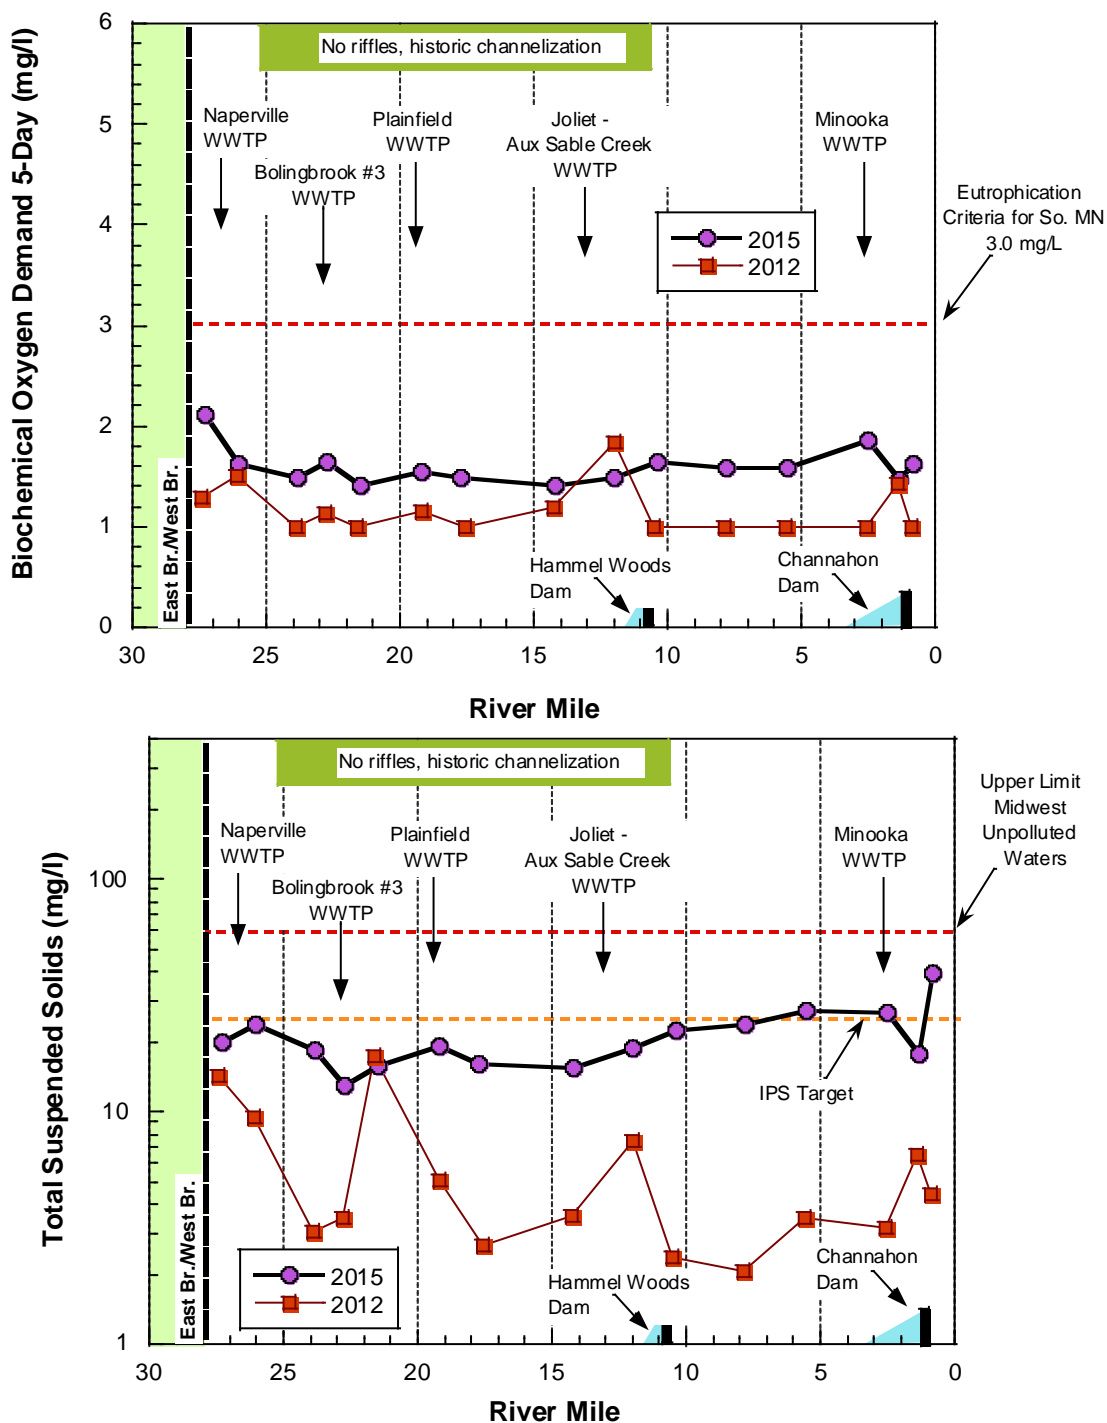 Biochemical Oxygen Demand 5-Day (mg/l)
6
5
4
3
2
1
0
No riffles, historic channelization
Naperville
WWTP
Bolingbrook #3
WWTP
Plainfield
WWTP
Joliet -
Aux Sable Creek
WWTP
Minooka
WWTP
Eutrophication
Criteria for So. MN
3.0 mg/L
2015
2012
East Br./West Br.
Hammel Woods
Dam
Channahon
Dam
30
25
20
15
10
5
0
River Mile
Total Suspended Solids (mg/l)
100
10
1
No riffles, historic channelization
Naperville
WWTP
Bolingbrook #3
WWTP
Plainfield
WWTP
Joliet -
Aux Sable Creek
WWTP
Minooka
WWTP
Upper Limit
Midwest
Unpolluted
Waters
IPS Target
East Br./West Br.
2015
2012
Hammel Woods
Dam
Channahon
Dam
30
25
20
15
10
5
0
River Mile